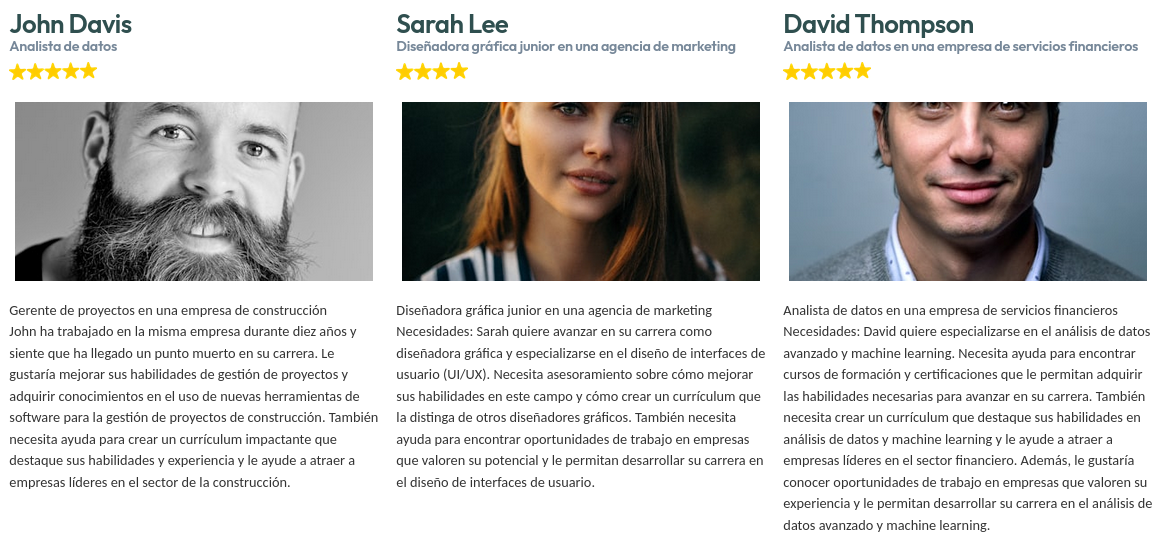 John Davis
Analista de datos
Gerente de proyectos en una empresa de construcción
John ha trabajado en la misma empresa durante diez años y
siente que ha llegado un punto muerto en su carrera. Le
gustaría mejorar sus habilidades de gestión de proyectos y
adquirir conocimientos en el uso de nuevas herramientas de
software para la gestión de proyectos de construcción. También
necesita ayuda para crear un currículum impactante que
destaque sus habilidades y experiencia y le ayude a atraer a
empresas líderes en el sector de la construcción.
Sarah Lee
Diseñadora gráfica junior en una agencia de marketing
Diseñadora gráfica junior en una agencia de marketing
Necesidades: Sarah quiere avanzar en su carrera como
diseñadora gráfica y especializarse en el diseño de interfaces de
usuario (UI/UX). Necesita asesoramiento sobre cómo mejorar
sus habilidades en este campo y cómo crear un currículum que
la distinga de otros diseñadores gráficos. También necesita
ayuda para encontrar oportunidades de trabajo en empresas
que valoren su potencial y le permitan desarrollar su carrera en
el diseño de interfaces de usuario.
David Thompson
Analista de datos en una empresa de servicios financieros
Analista de datos en una empresa de servicios financieros
Necesidades: David quiere especializarse en el análisis de datos
avanzado y machine learning. Necesita ayuda para encontrar
cursos de formación y certificaciones que le permitan adquirir
las habilidades necesarias para avanzar en su carrera. También
necesita crear un currículum que destaque sus habilidades en
análisis de datos y machine learning y le ayude a atraer a
empresas líderes en el sector financiero. Además, le gustaría
conocer oportunidades de trabajo en empresas que valoren su
experiencia y le permitan desarrollar su carrera en el análisis de
datos avanzado y machine learning.